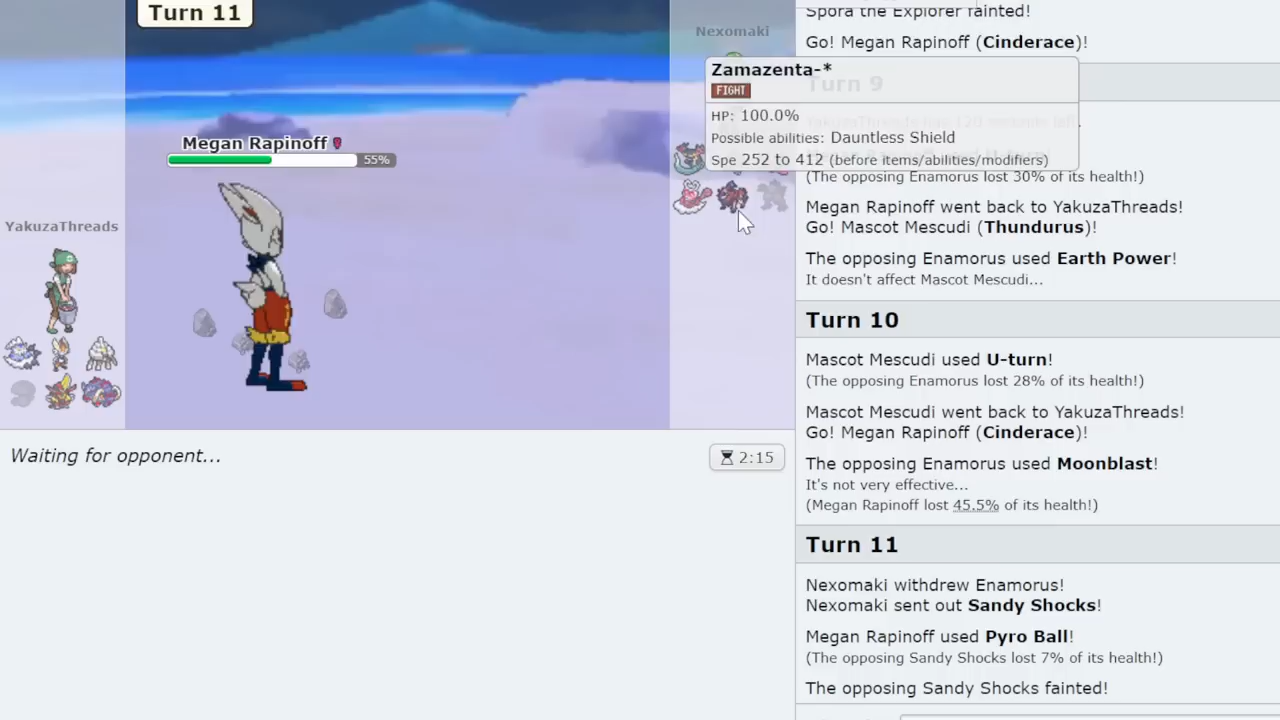 Turn 11
Megan Rapinoff
55%
YakuzaThreads
Nexomaki
Zamazenta-*
FIGHT
HP: 100.0%
Possible abilities: Dauntless Shield
Spe 252 to 412 (before items/abilities/modifiers)
Waiting for opponent...
2:15
Spora the Explorer fainted!
Go! Megan Rapinoff (Cinderace)!
Turn 9
(The opposing Enamorus lost 30% of its health!)
Megan Rapinoff went back to YakuzaThreads!
Go! Mascot Mescudi (Thundurus)!
The opposing Enamorus used Earth Power!
It doesn't affect Mascot Mescudi...
Turn 10
Mascot Mescudi used U-turn!
(The opposing Enamorus lost 28% of its health!)
Mascot Mescudi went back to YakuzaThreads!
Go! Megan Rapinoff (Cinderace)!
The opposing Enamorus used Moonblast!
It's not very effective...
(Megan Rapinoff lost 45.5% of its health!)
Turn 11
Nexomaki withdrew Enamorus!
Nexomaki sent out Sandy Shocks!
Megan Rapinoff used Pyro Ball!
(The opposing Sandy Shocks lost 7% of its health!)
The opposing Sandy Shocks fainted!